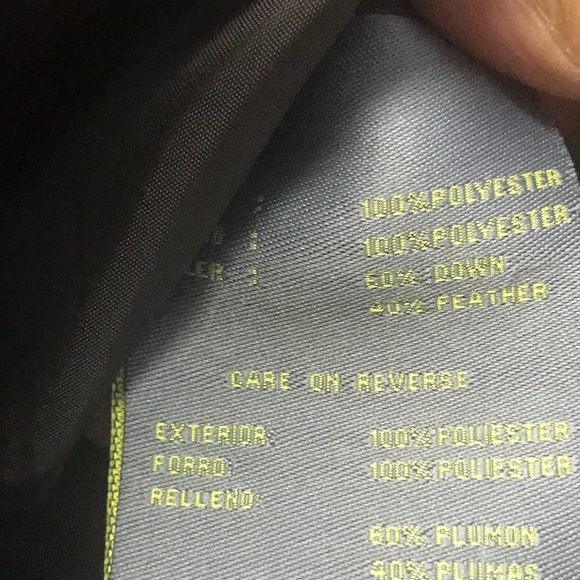 : 100% POLYESTER
: 100% POLYESTER
LER : 60% DOWN
40% FEATHER
CARE ON REVERSE
EXTERIOR: 100% POLIESTER
FORRO: 100% POLIESTER
RELLENO:
60% PLUMON
40% PLUMAS